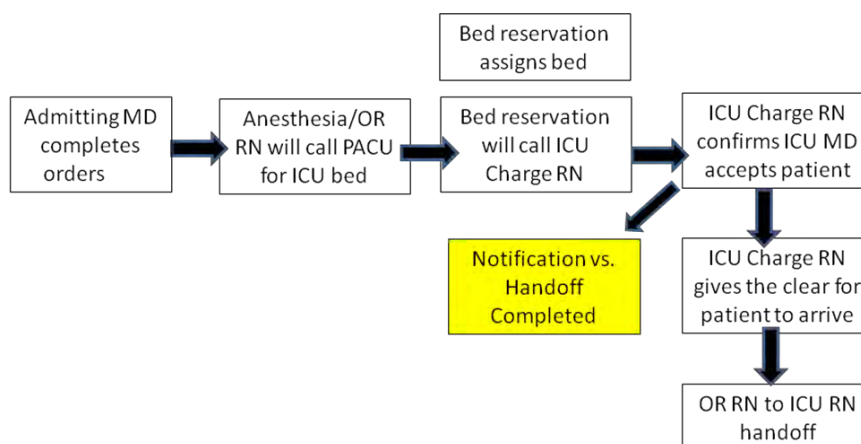 Bed reservation
assigns bed
Admitting MD
completes
orders
Anesthesia/OR
RN will call PACU
for ICU bed
Bed reservation
will call ICU
Charge RN
ICU Charge RN
confirms ICU MD
accepts patient
Notification vs.
Handoff
Completed
ICU Charge RN
gives the clear for
patient to arrive
OR RN to ICU RN
handoff